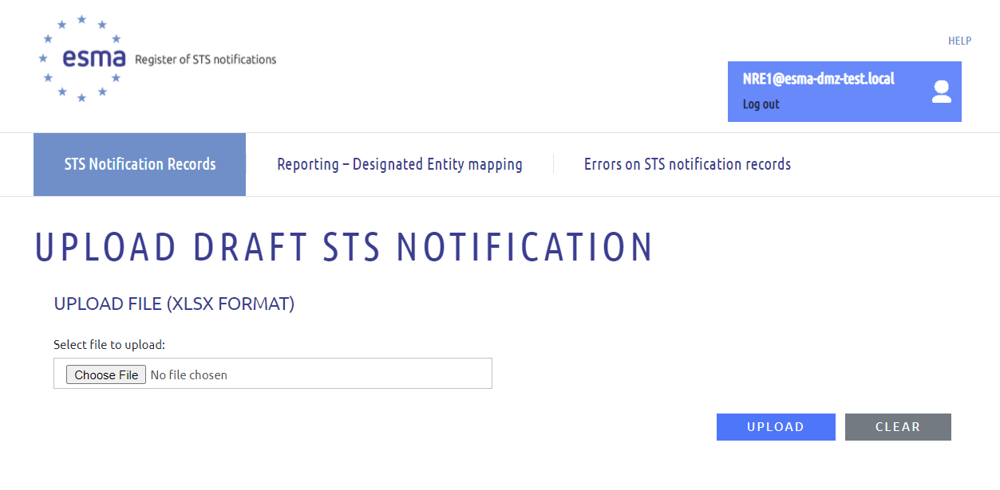 esma Register of STS notifications
HELP
NRE1@esma-dmz-test.local
Log out
STS Notification Records
Reporting – Designated Entity mapping
Errors on STS notification records
UPLOAD DRAFT STS NOTIFICATION
UPLOAD FILE (XLSX FORMAT)
Select file to upload:
Choose File No file chosen
UPLOAD
CLEAR